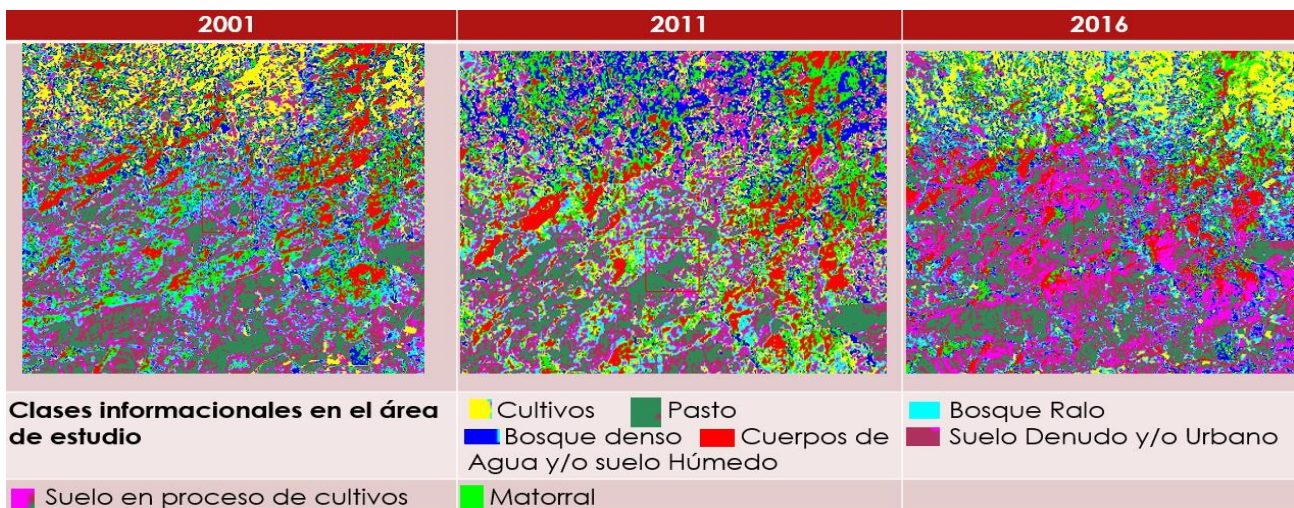 2001
2011
2016
Clases informacionales en el área
de estudio
Cultivos
Pasto
Bosque denso
Cuerpos de
Agua y/o suelo Húmedo
Bosque Ralo
Suelo Denudo y/o Urbano
Suelo en proceso de cultivos
Matorral